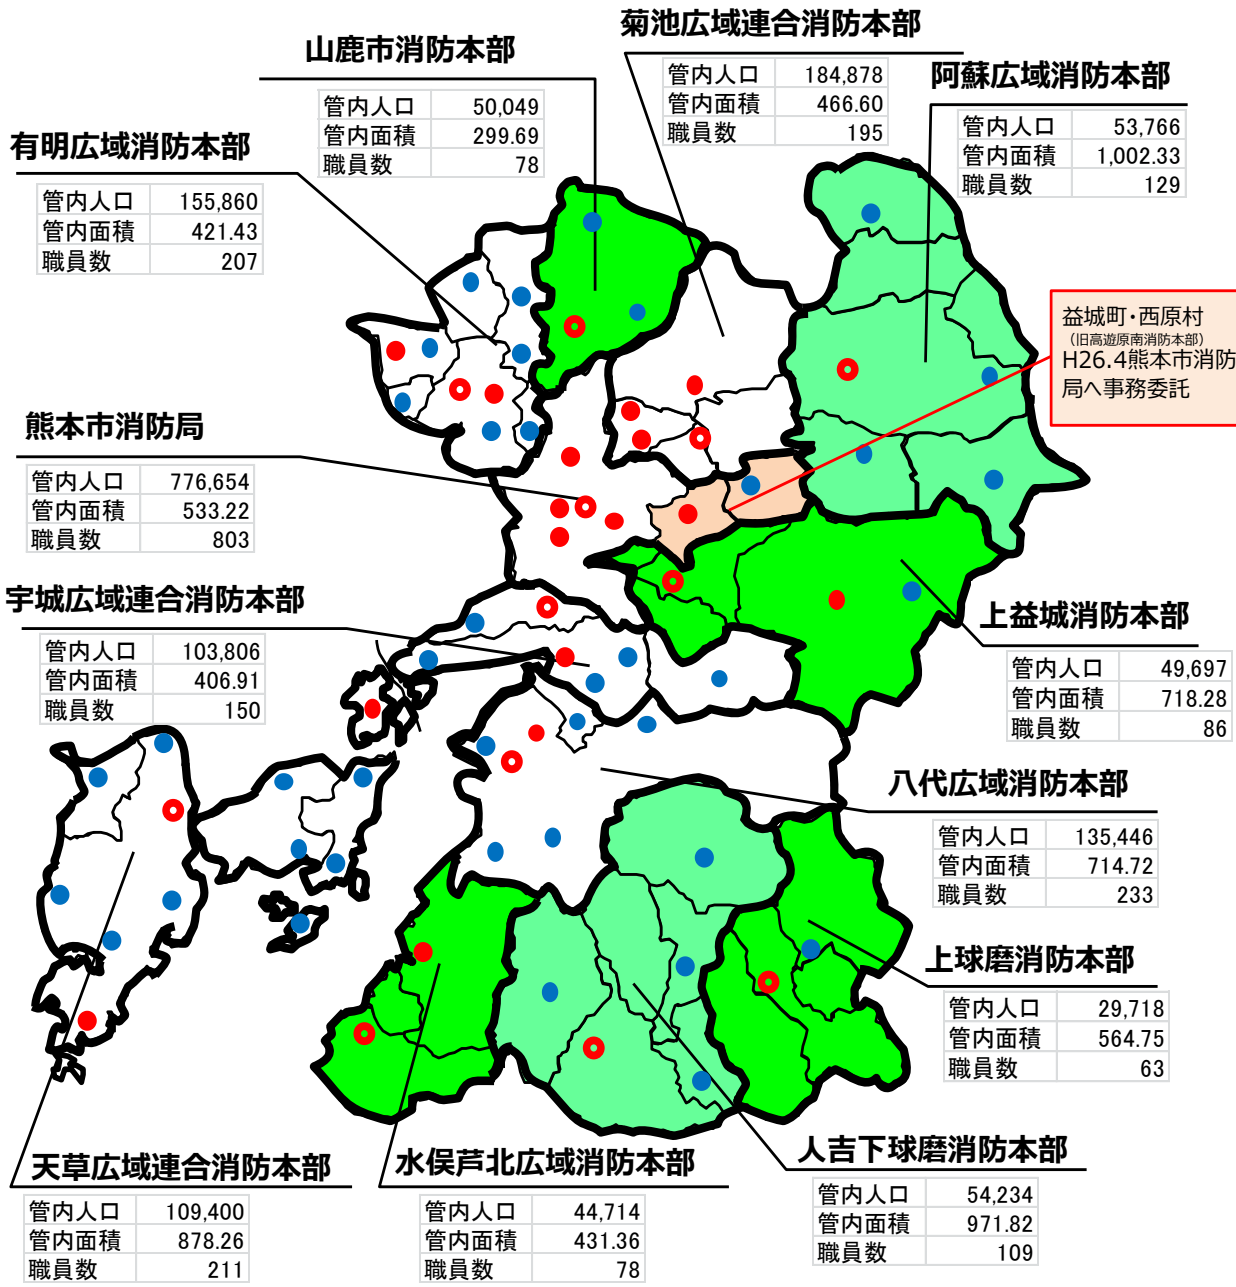 菊池広域連合消防本部
管内人口 184,878
管内面積 466.60
職員数 195
山鹿市消防本部
管内人口 50,049
管内面積 299.69
職員数 78
阿蘇広域消防本部
管内人口 53,766
管内面積 1,002.33
職員数 129
有明広域消防本部
管内人口 155,860
管内面積 421.43
職員数 207
益城町・西原村
（旧高遊原南消防本部）
H26.4熊本市消防
局へ事務委託
熊本市消防局
管内人口 776,654
管内面積 533.22
職員数 803
宇城広域連合消防本部
管内人口 103,806
管内面積 406.91
職員数 150
上益城消防本部
管内人口 49,697
管内面積 718.28
職員数 86
八代広域消防本部
管内人口 135,446
管内面積 714.72
職員数 233
上球磨消防本部
管内人口 29,718
管内面積 564.75
職員数 63
天草広域連合消防本部
管内人口 109,400
管内面積 878.26
職員数 211
水俣芦北広域消防本部
管内人口 44,714
管内面積 431.36
職員数 78
人吉下球磨消防本部
管内人口 54,234
管内面積 971.82
職員数 109